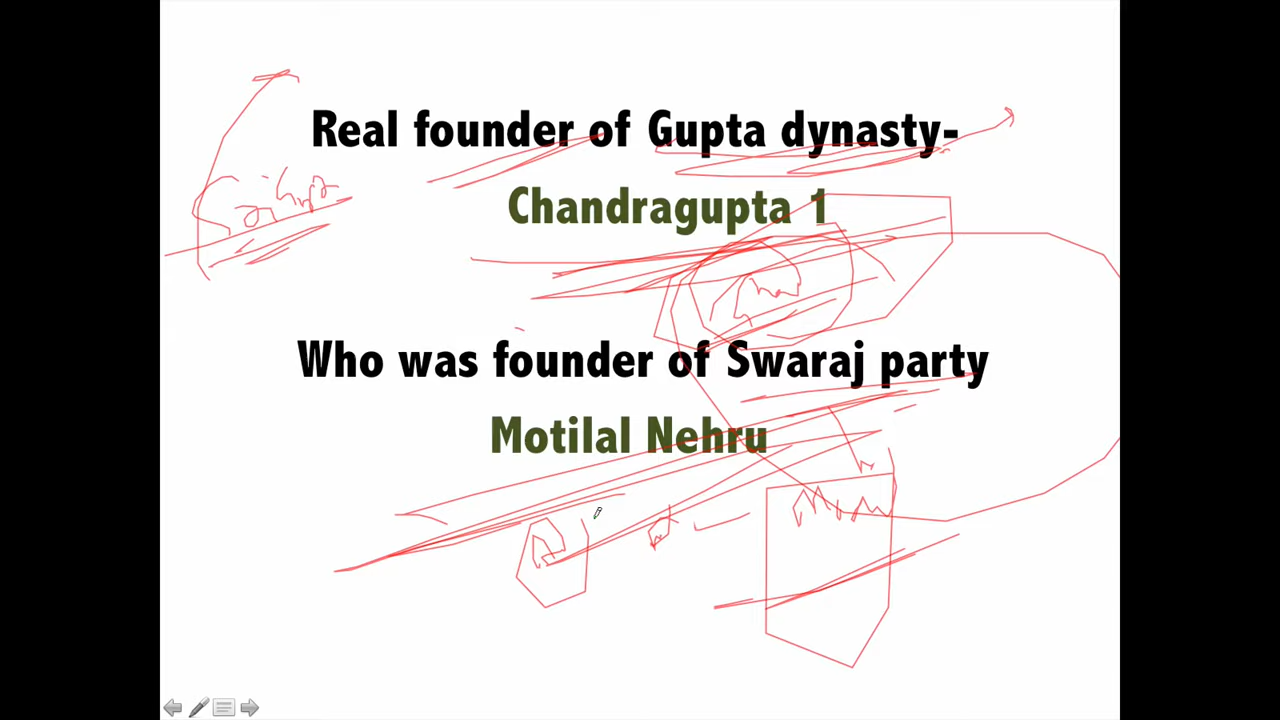 Real founder of Gupta dynasty-
Chandragupta 1
Who was founder of Swaraj party
Motilal Nehru